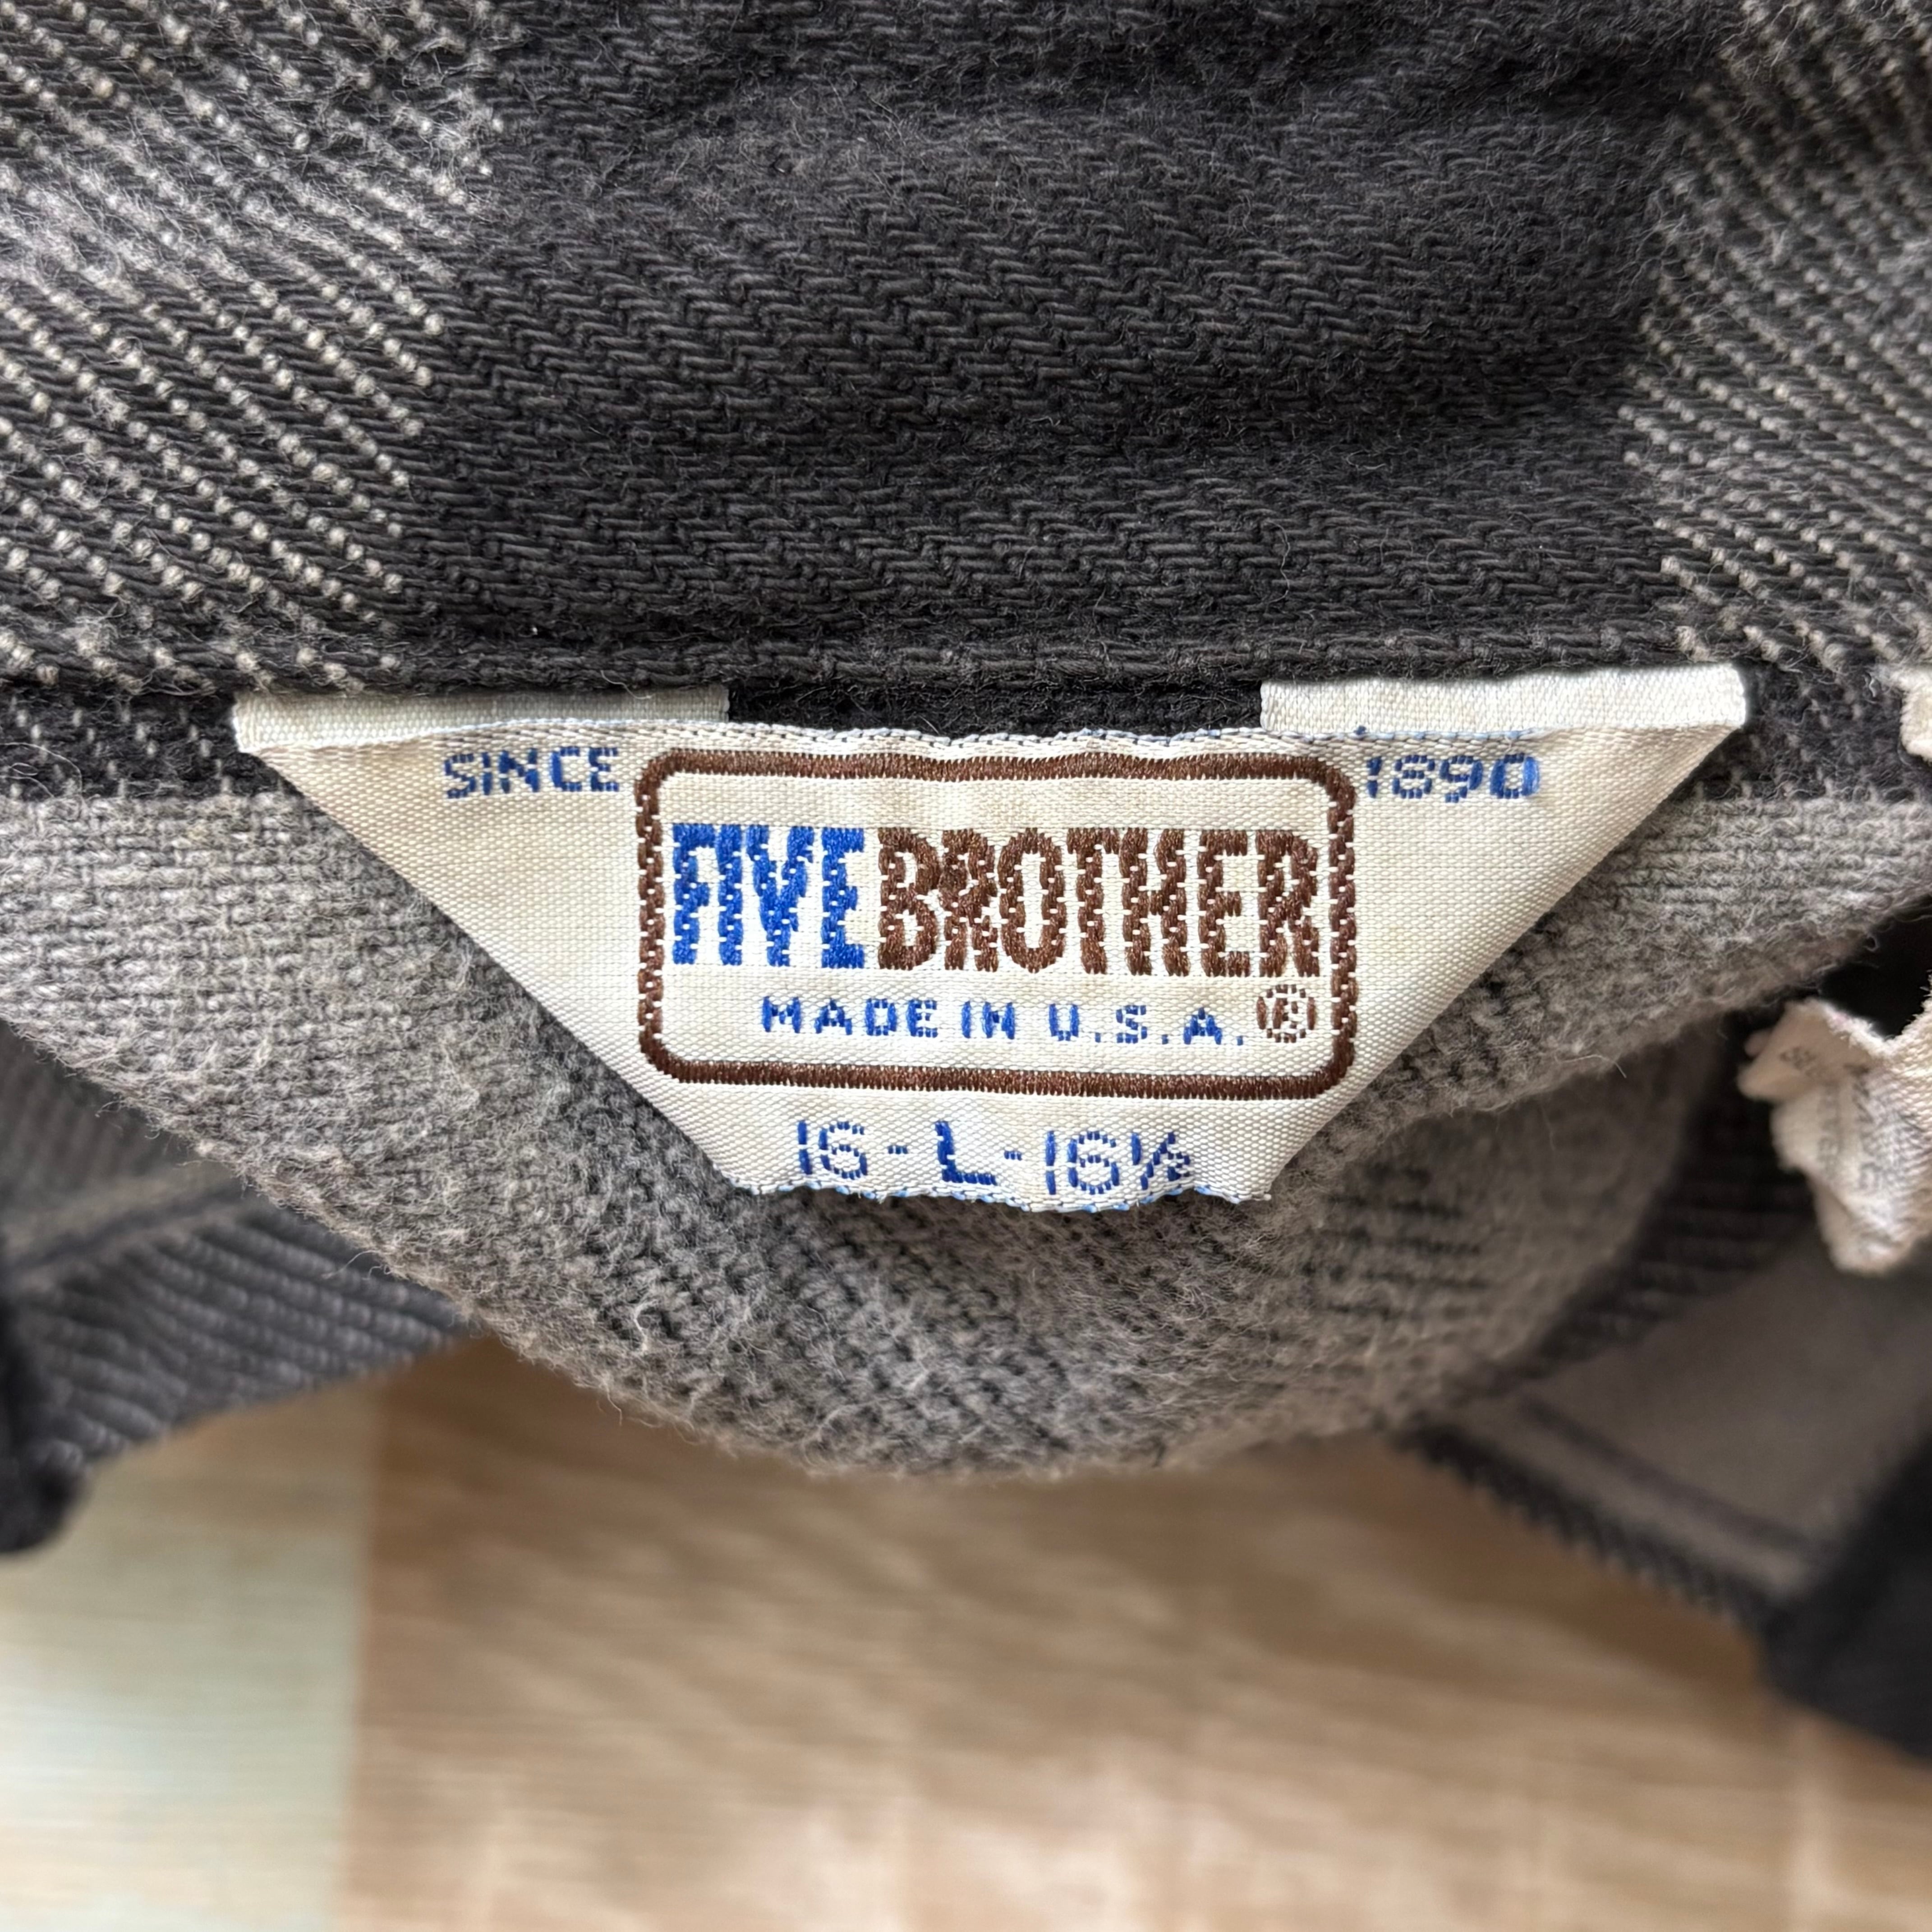 SINCE 1890
FIVE BROTHER
MADE IN U.S.A. ®
16-L-16½